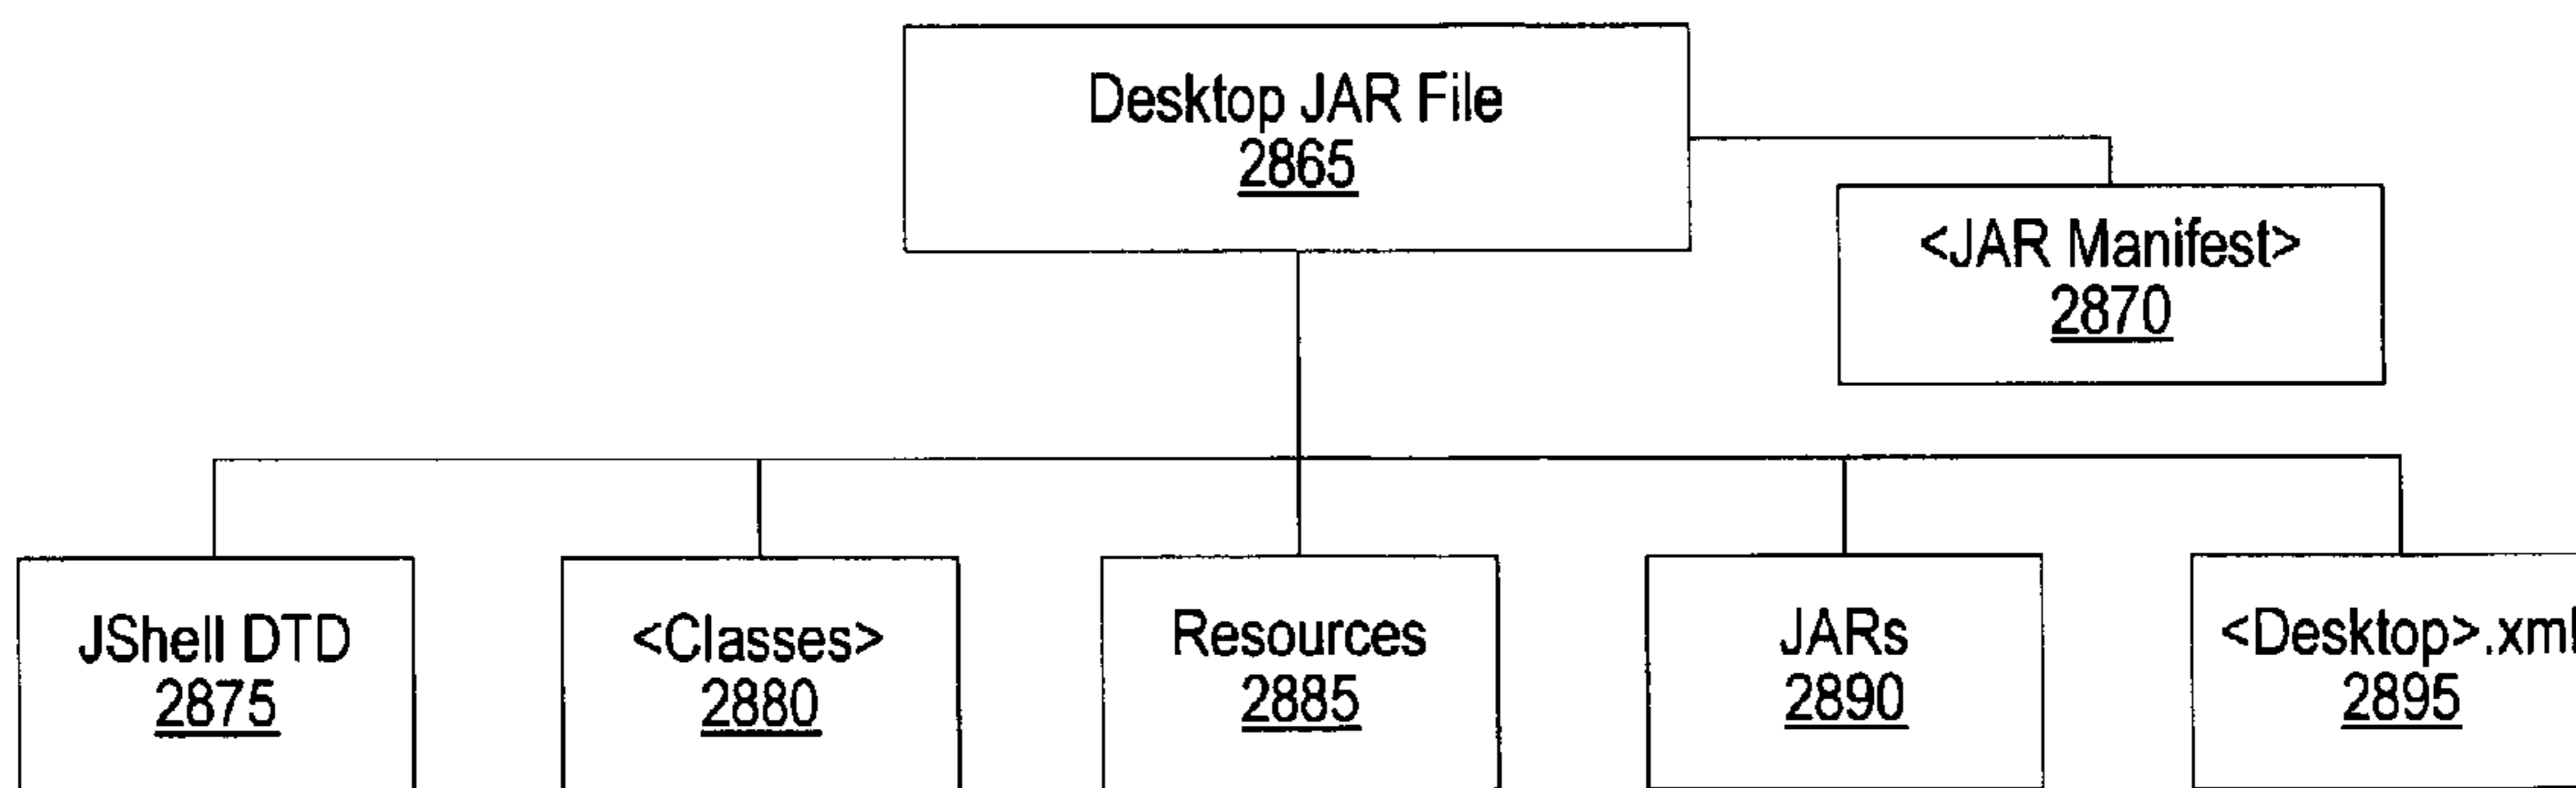 Desktop JAR File
2865
<JAR Manifest>
2870
JShell DTD
2875
<Classes>
2880
Resources
2885
JARs
2890
<Desktop>.xml
2895